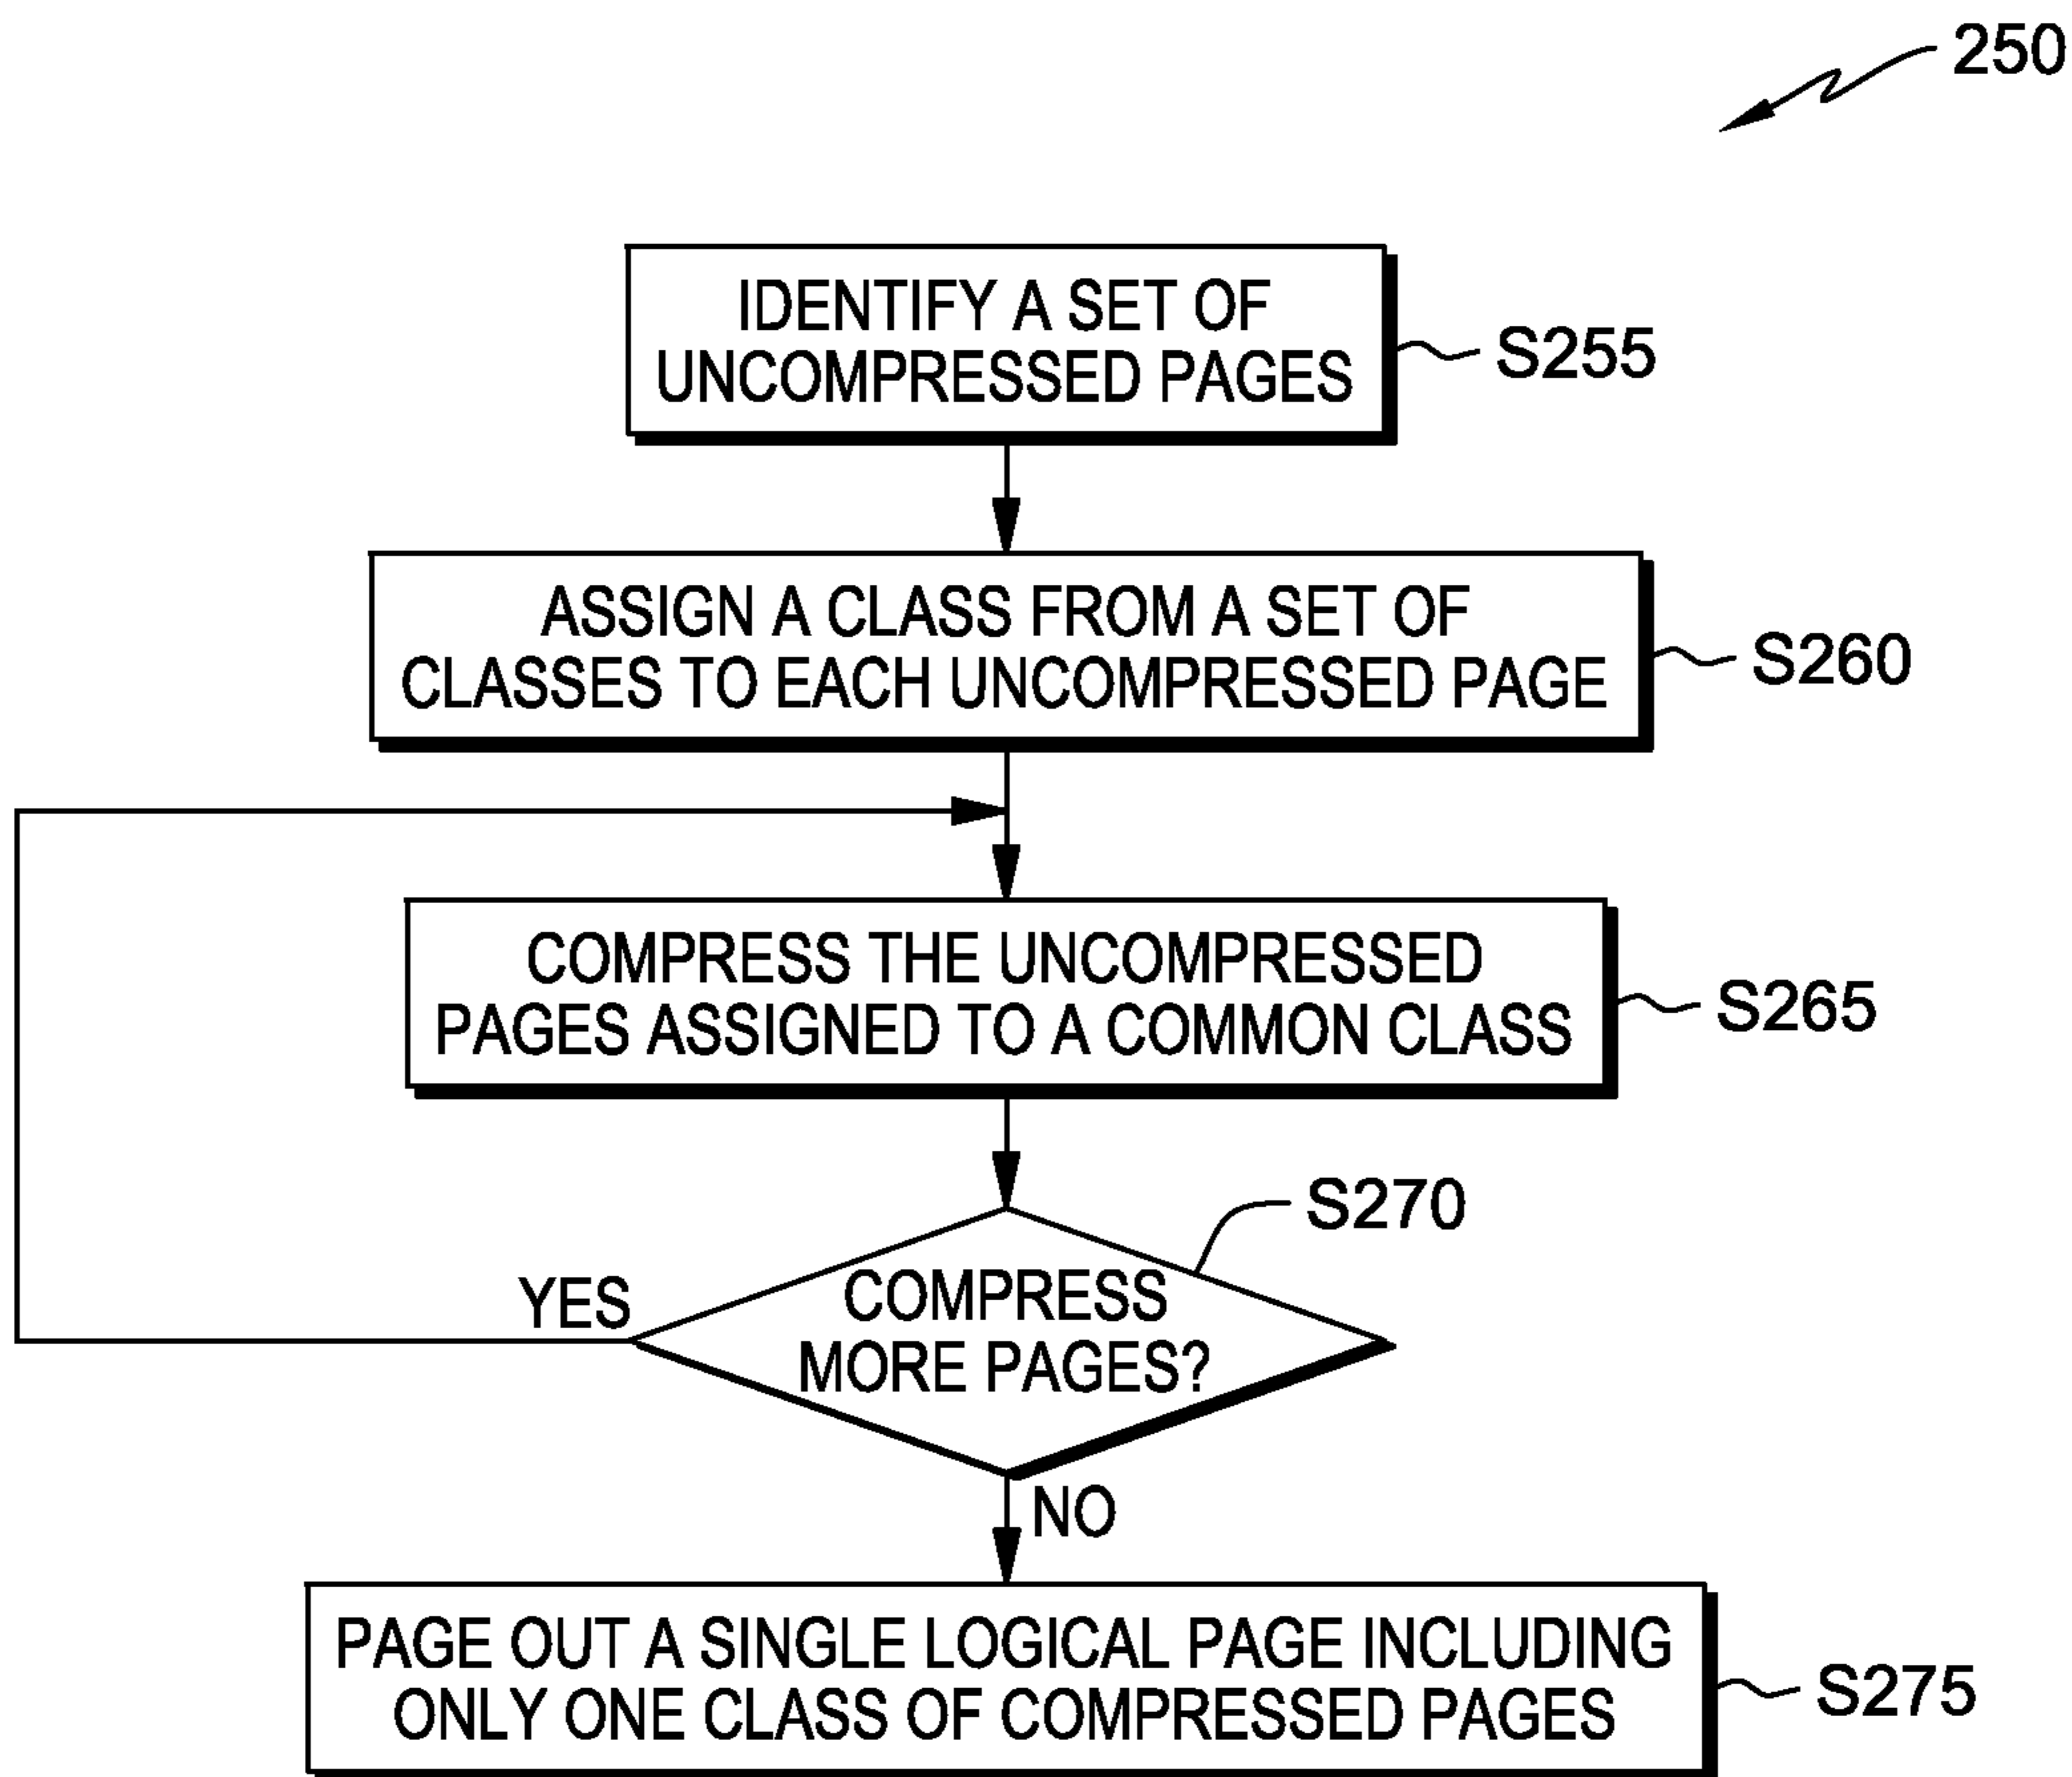 250
IDENTIFY A SET OF
UNCOMPRESSED PAGES
S255
ASSIGN A CLASS FROM A SET OF
CLASSES TO EACH UNCOMPRESSED PAGE
S260
COMPRESS THE UNCOMPRESSED
PAGES ASSIGNED TO A COMMON CLASS
S265
S270
YES
COMPRESS
MORE PAGES?
NO
PAGE OUT A SINGLE LOGICAL PAGE INCLUDING
ONLY ONE CLASS OF COMPRESSED PAGES
S275